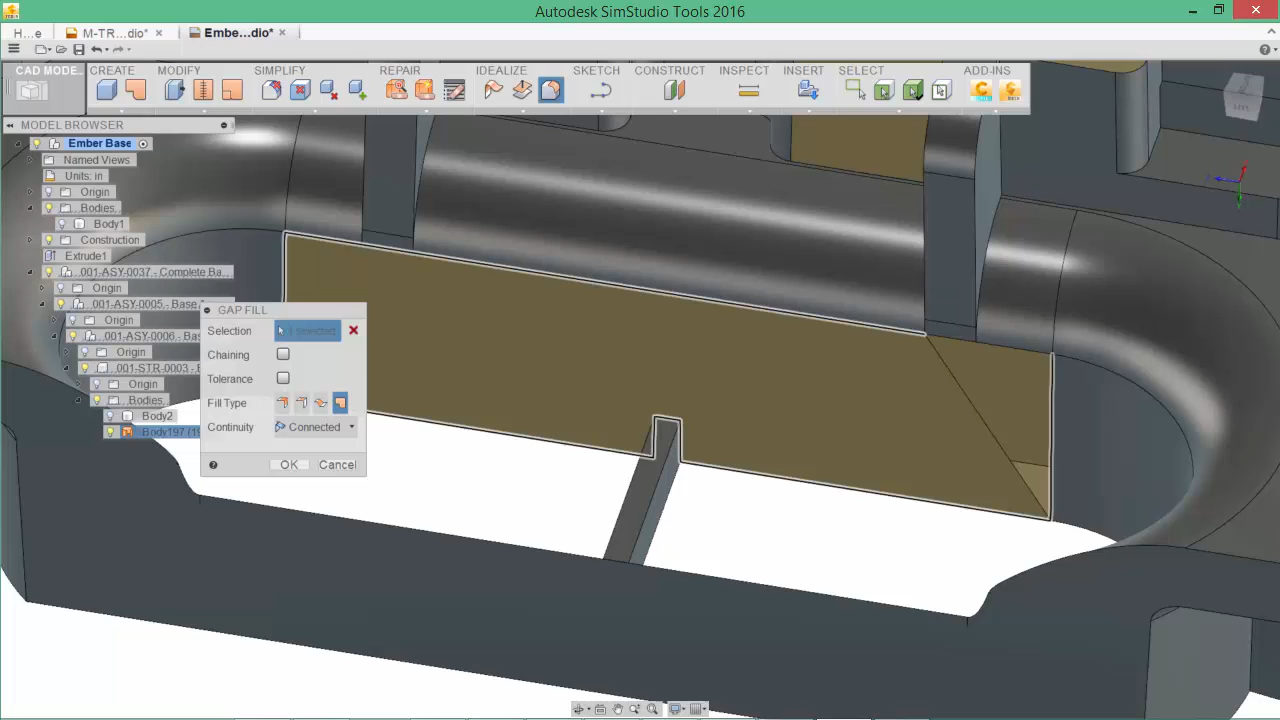 Autodesk SimStudio Tools 2016
H...e
M-TR...dio*
Embe...dio*
CAD MODE...
CREATE
MODIFY
SIMPLIFY
REPAIR
IDEALIZE
SKETCH
CONSTRUCT
INSPECT
INSERT
SELECT
ADD-INS
MODEL BROWSER
Ember Base
Named Views
Units: in
Origin
Bodies
Body1
Construction
Extrude1
001-ASY-0037 - Complete Ba...
Origin
001-ASY-0005 - Base
Origin
001-ASY-0006 - Bas
Origin
001-STR-0003 -
Origin
Bodies
Body2
Body197 (19
GAP FILL
Selection
1 selected
Chaining
Tolerance
Fill Type
Continuity
Connected
OK
Cancel